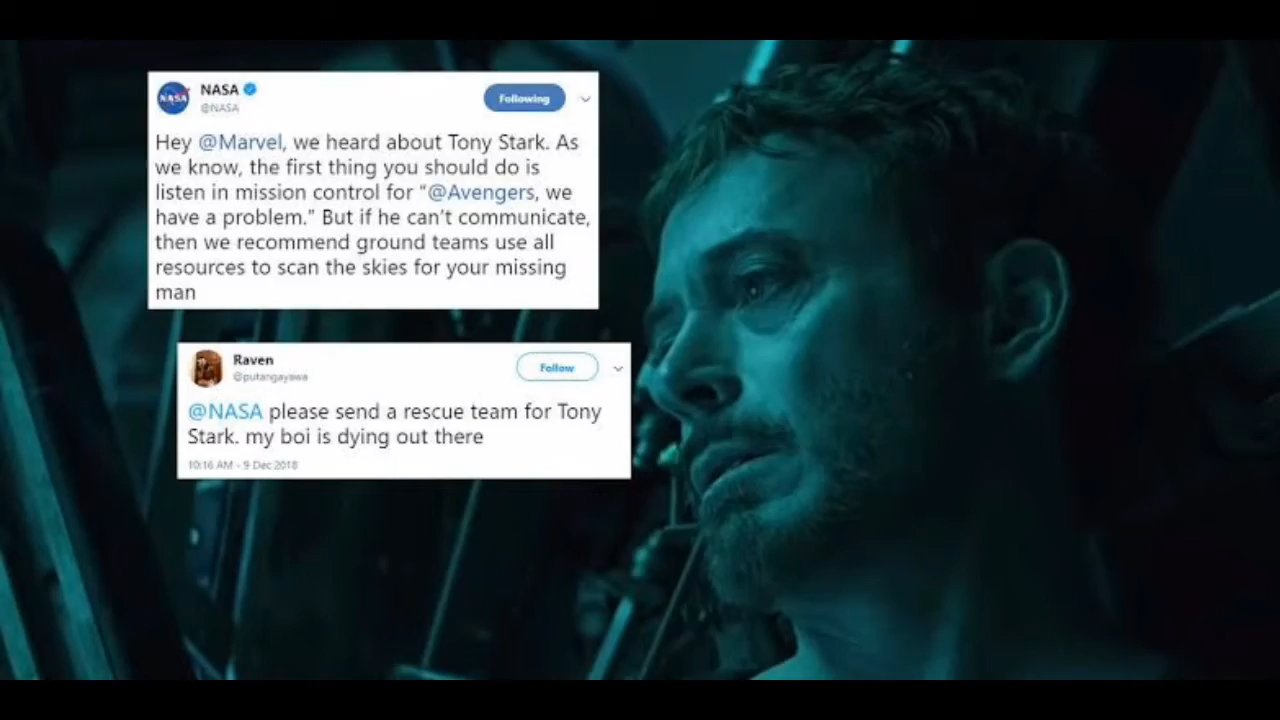 NASA
@NASA
Following
Hey @Marvel, we heard about Tony Stark. As
we know, the first thing you should do is
listen in mission control for “@Avengers, we
have a problem.” But if he can’t communicate,
then we recommend ground teams use all
resources to scan the skies for your missing
man
Raven
@putangayawa
Follow
@NASA please send a rescue team for Tony
Stark. my boi is dying out there
10:16 AM - 9 Dec 2018